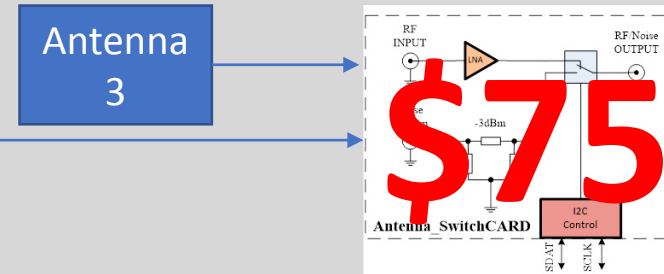 Antenna
3
RF
INPUT
LNA
RF/Noise
OUTPUT
$75
-3dBm
I2C
Control
Antenna_SwitchCARD
SDAT
SCLK